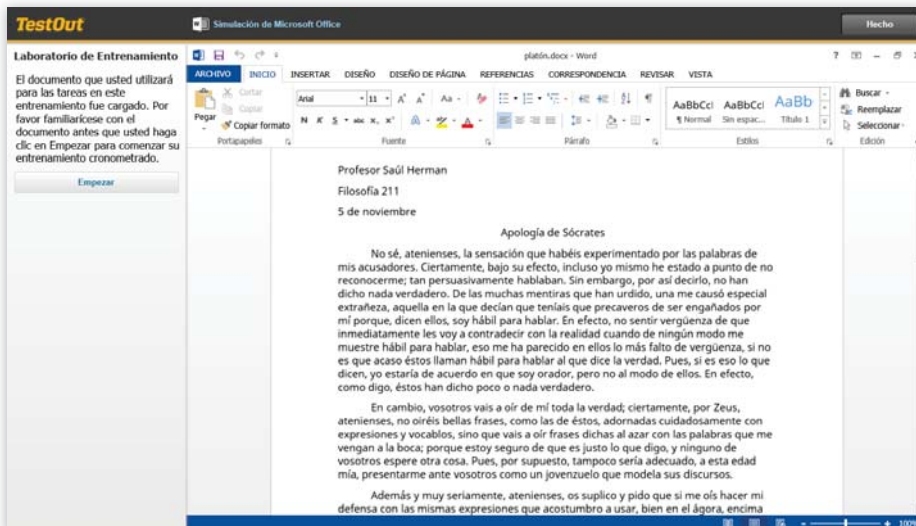 TestOut
Simulación de Microsoft Office
Hecho
Laboratorio de Entrenamiento
El documento que usted utilizará
para las tareas en este
entrenamiento fue cargado. Por
favor familiarícese con el
documento antes que usted haga
clic en Empezar para comenzar su
entrenamiento cronometrado.
Empezar
platón.docx - Word
ARCHIVO INICIO INSERTAR DISEÑO DISEÑO DE PÁGINA REFERENCIAS CORRESPONDENCIA REVISAR VISTA
Pegar
Cortar
Copiar
Copiar formato
Portapapeles
Arial 11
N K S abc
Fuente
Párrafo
AaBbCcl AaBbCcl AaBb
¶ Normal Sin espac... Título 1
Estilos
Buscar
Reemplazar
Seleccionar
Edición
Profesor Saúl Herman
Filosofía 211
5 de noviembre
Apología de Sócrates
No sé, atenienses, la sensación que habéis experimentado por las palabras de
mis acusadores. Ciertamente, bajo su efecto, incluso yo mismo he estado a punto de no
reconocerme; tan persuasivamente hablaban. Sin embargo, por así decirlo, no han
dicho nada verdadero. De las muchas mentiras que han urdido, una me causó especial
extrañeza, aquella en la que decían que teníais que precaveros de ser engañados por
mí porque, dicen ellos, soy hábil para hablar. En efecto, no sentir vergüenza de que
inmediatamente les voy a contradecir con la realidad cuando de ningún modo me
muestre hábil para hablar, eso me ha parecido en ellos lo más falto de vergüenza, si no
es que acaso éstos llaman hábil para hablar al que dice la verdad. Pues, si es eso lo que
dicen, yo estaría de acuerdo en que soy orador, pero no al modo de ellos. En efecto,
como digo, éstos han dicho poco o nada verdadero.
En cambio, vosotros vais a oír de mí toda la verdad; ciertamente, por Zeus,
atenienses, no oiréis bellas frases, como las de éstos, adornadas cuidadosamente con
expresiones y vocablos, sino que vais a oír frases dichas al azar con las palabras que me
vengan a la boca; porque estoy seguro de que es justo lo que digo, y ninguno de
vosotros espere otra cosa. Pues, por supuesto, tampoco sería adecuado, a esta edad
mía, presentarme ante vosotros como un jovenzuelo que modela sus discursos.
Además y muy seriamente, atenienses, os suplico y pido que si me oís hacer mi
defensa con las mismas expresiones que acostumbro a usar, bien en el ágora, encima
100%